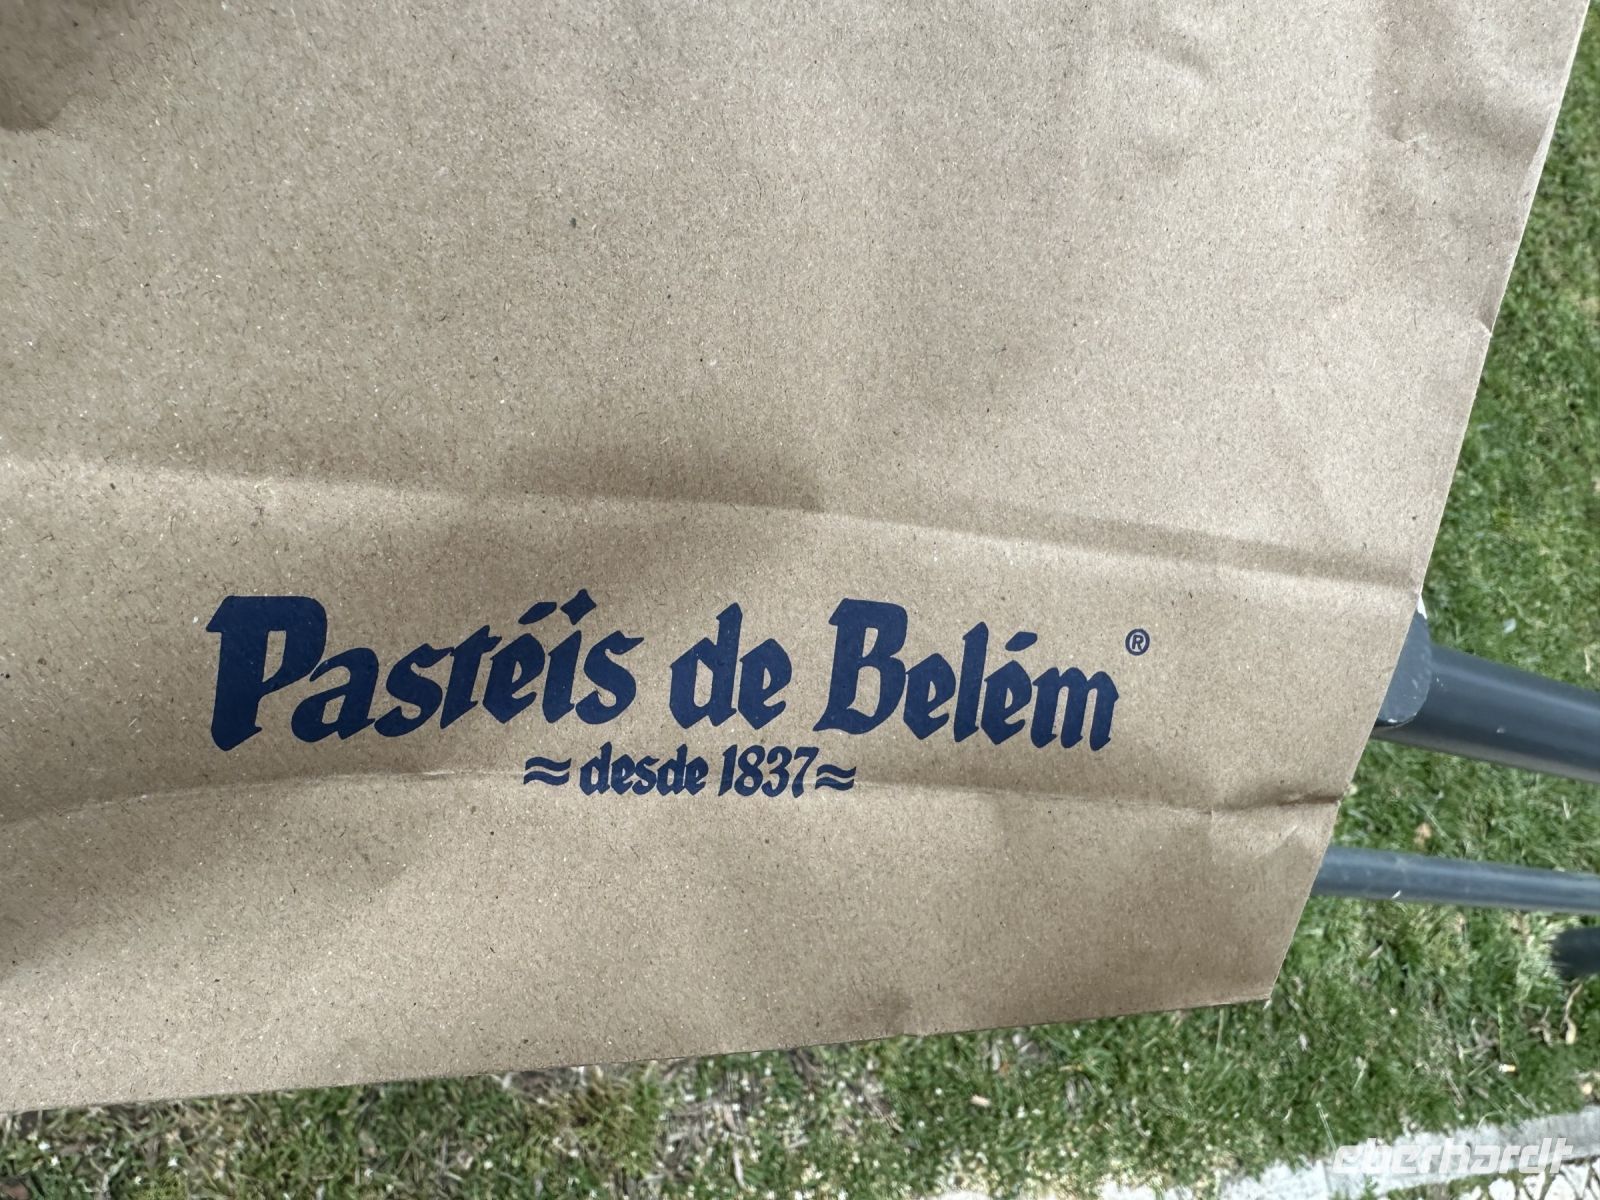 Pastéis de Belém®
≈desde 1837≈
eberhardt